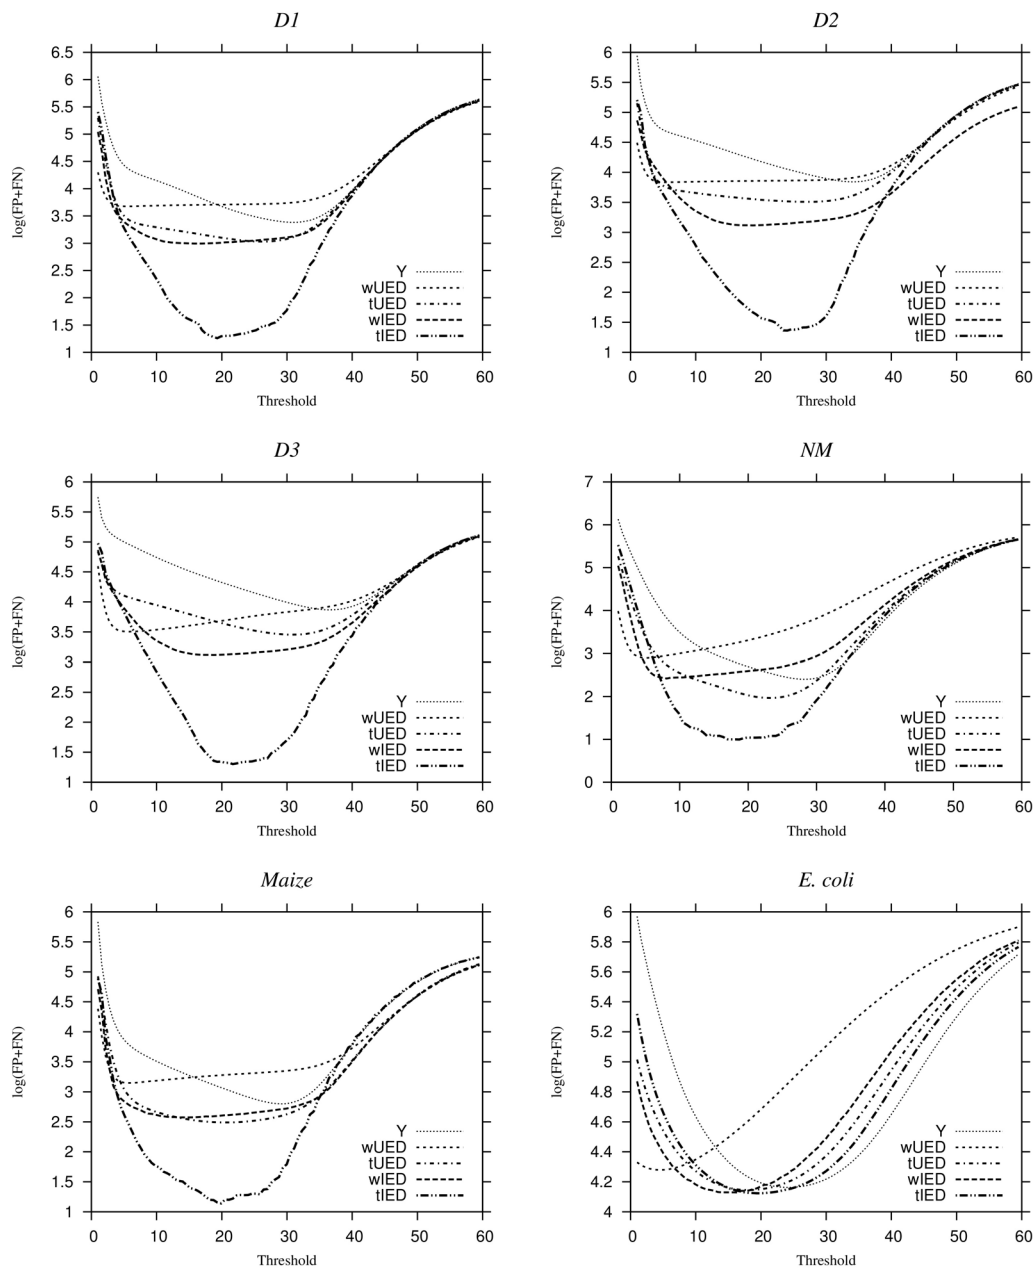 D1
6.5
6
5.5
5
4.5
4
3.5
3
2.5
2
1.5
1
log(FP+FN)
Y
wUED
tUED
wIED
tIED
0 10 20 30 40 50 60
Threshold
D2
6
5.5
5
4.5
4
3.5
3
2.5
2
1.5
1
log(FP+FN)
Y
wUED
tUED
wIED
tIED
0 10 20 30 40 50 60
Threshold
D3
6
5.5
5
4.5
4
3.5
3
2.5
2
1.5
1
log(FP+FN)
Y
wUED
tUED
wIED
tIED
0 10 20 30 40 50 60
Threshold
NM
7
6
5
4
3
2
1
0
log(FP+FN)
Y
wUED
tUED
wIED
tIED
0 10 20 30 40 50 60
Threshold
Maize
6
5.5
5
4.5
4
3.5
3
2.5
2
1.5
1
log(FP+FN)
Y
wUED
tUED
wIED
tIED
0 10 20 30 40 50 60
Threshold
E. coli
6
5.8
5.6
5.4
5.2
5
4.8
4.6
4.4
4.2
4
log(FP+FN)
Y
wUED
tUED
wIED
tIED
0 10 20 30 40 50 60
Threshold